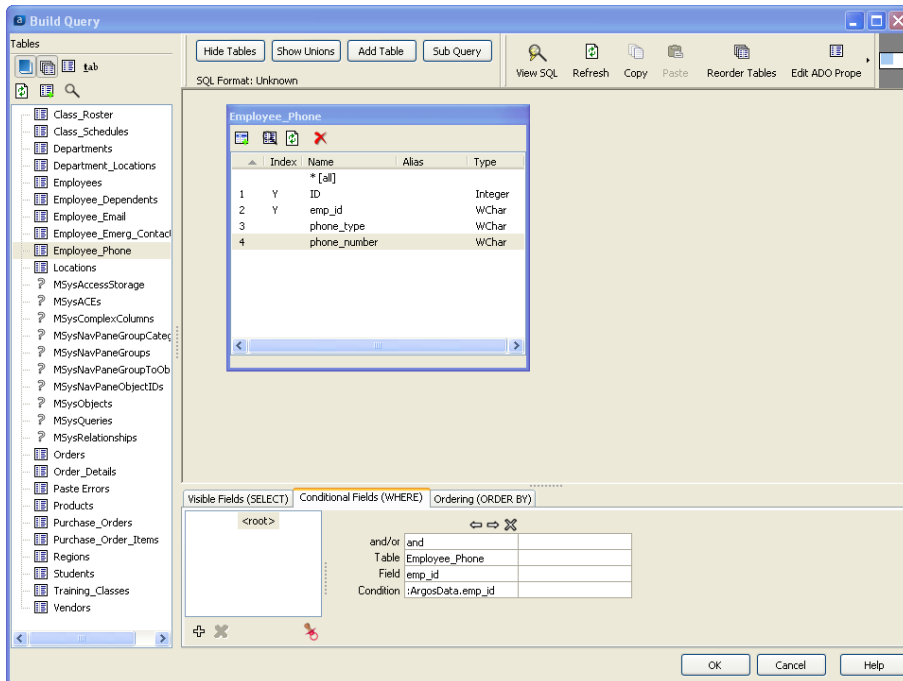 Build Query
Tables
tab
Hide Tables Show Unions Add Table Sub Query
SQL Format: Unknown
View SQL Refresh Copy Paste Reorder Tables Edit ADO Prope
Class_Roster
Class_Schedules
Departments
Department_Locations
Employees
Employee_Dependents
Employee_Email
Employee_Emerg_Contact
Employee_Phone
Locations
MSysAccessStorage
MSysACEs
MSysComplexColumns
MSysNavPaneGroupCateg
MSysNavPaneGroups
MSysNavPaneGroupToOb
MSysNavPaneObjectIDs
MSysObjects
MSysQueries
MSysRelationships
Orders
Order_Details
Paste Errors
Products
Purchase_Orders
Purchase_Order_Items
Regions
Students
Training_Classes
Vendors
Employee_Phone
Index Name Alias Type
* [all]
1 Y ID Integer
2 Y emp_id WChar
3 phone_type WChar
4 phone_number WChar
Visible Fields (SELECT) Conditional Fields (WHERE) Ordering (ORDER BY)
<root>
and/or and
Table Employee_Phone
Field emp_id
Condition :ArgosData.emp_id
OK Cancel Help